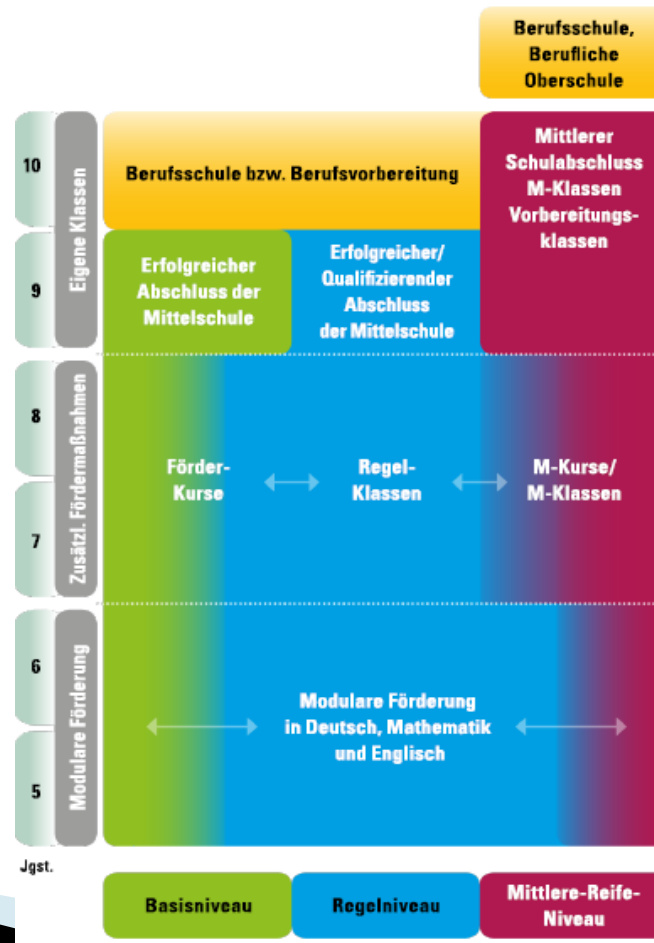 Berufsschule,
Berufliche
Oberschule
10
Eigene Klassen
Berufsschule bzw. Berufsvorbereitung
Mittlerer
Schulabschluss
M-Klassen
Vorbereitungs-
klassen
9
Erfolgreicher
Abschluss der
Mittelschule
Erfolgreicher/
Qualifizierender
Abschluss
der Mittelschule
8
Zusätzl. Fördermaßnahmen
Förder-
Kurse
Regel-
Klassen
M-Kurse/
M-Klassen
7
6
Modulare Förderung
Modulare Förderung
in Deutsch, Mathematik
und Englisch
5
Jgst.
Basisniveau
Regelniveau
Mittlere-Reife-
Niveau